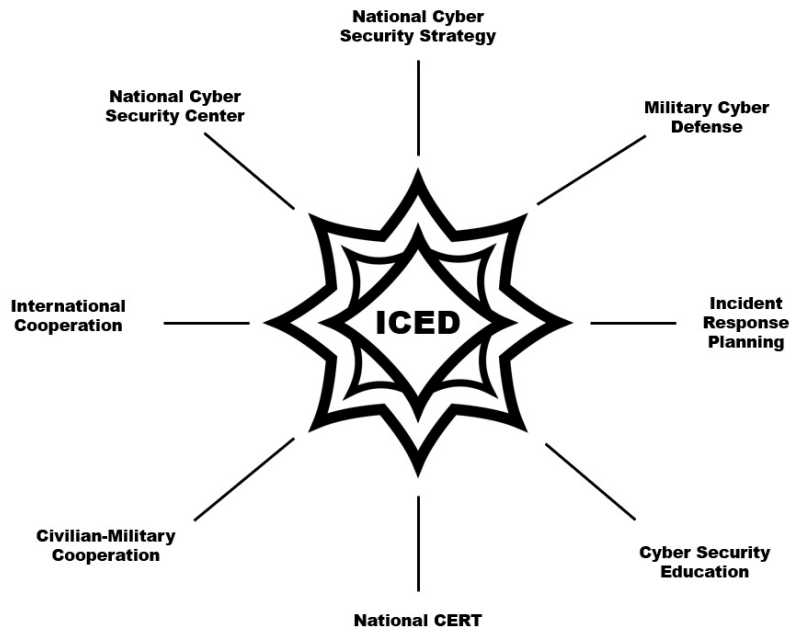 National Cyber
Security Strategy
National Cyber
Security Center
Military Cyber
Defense
International
Cooperation
ICED
Incident
Response
Planning
Civilian-Military
Cooperation
Cyber Security
Education
National CERT